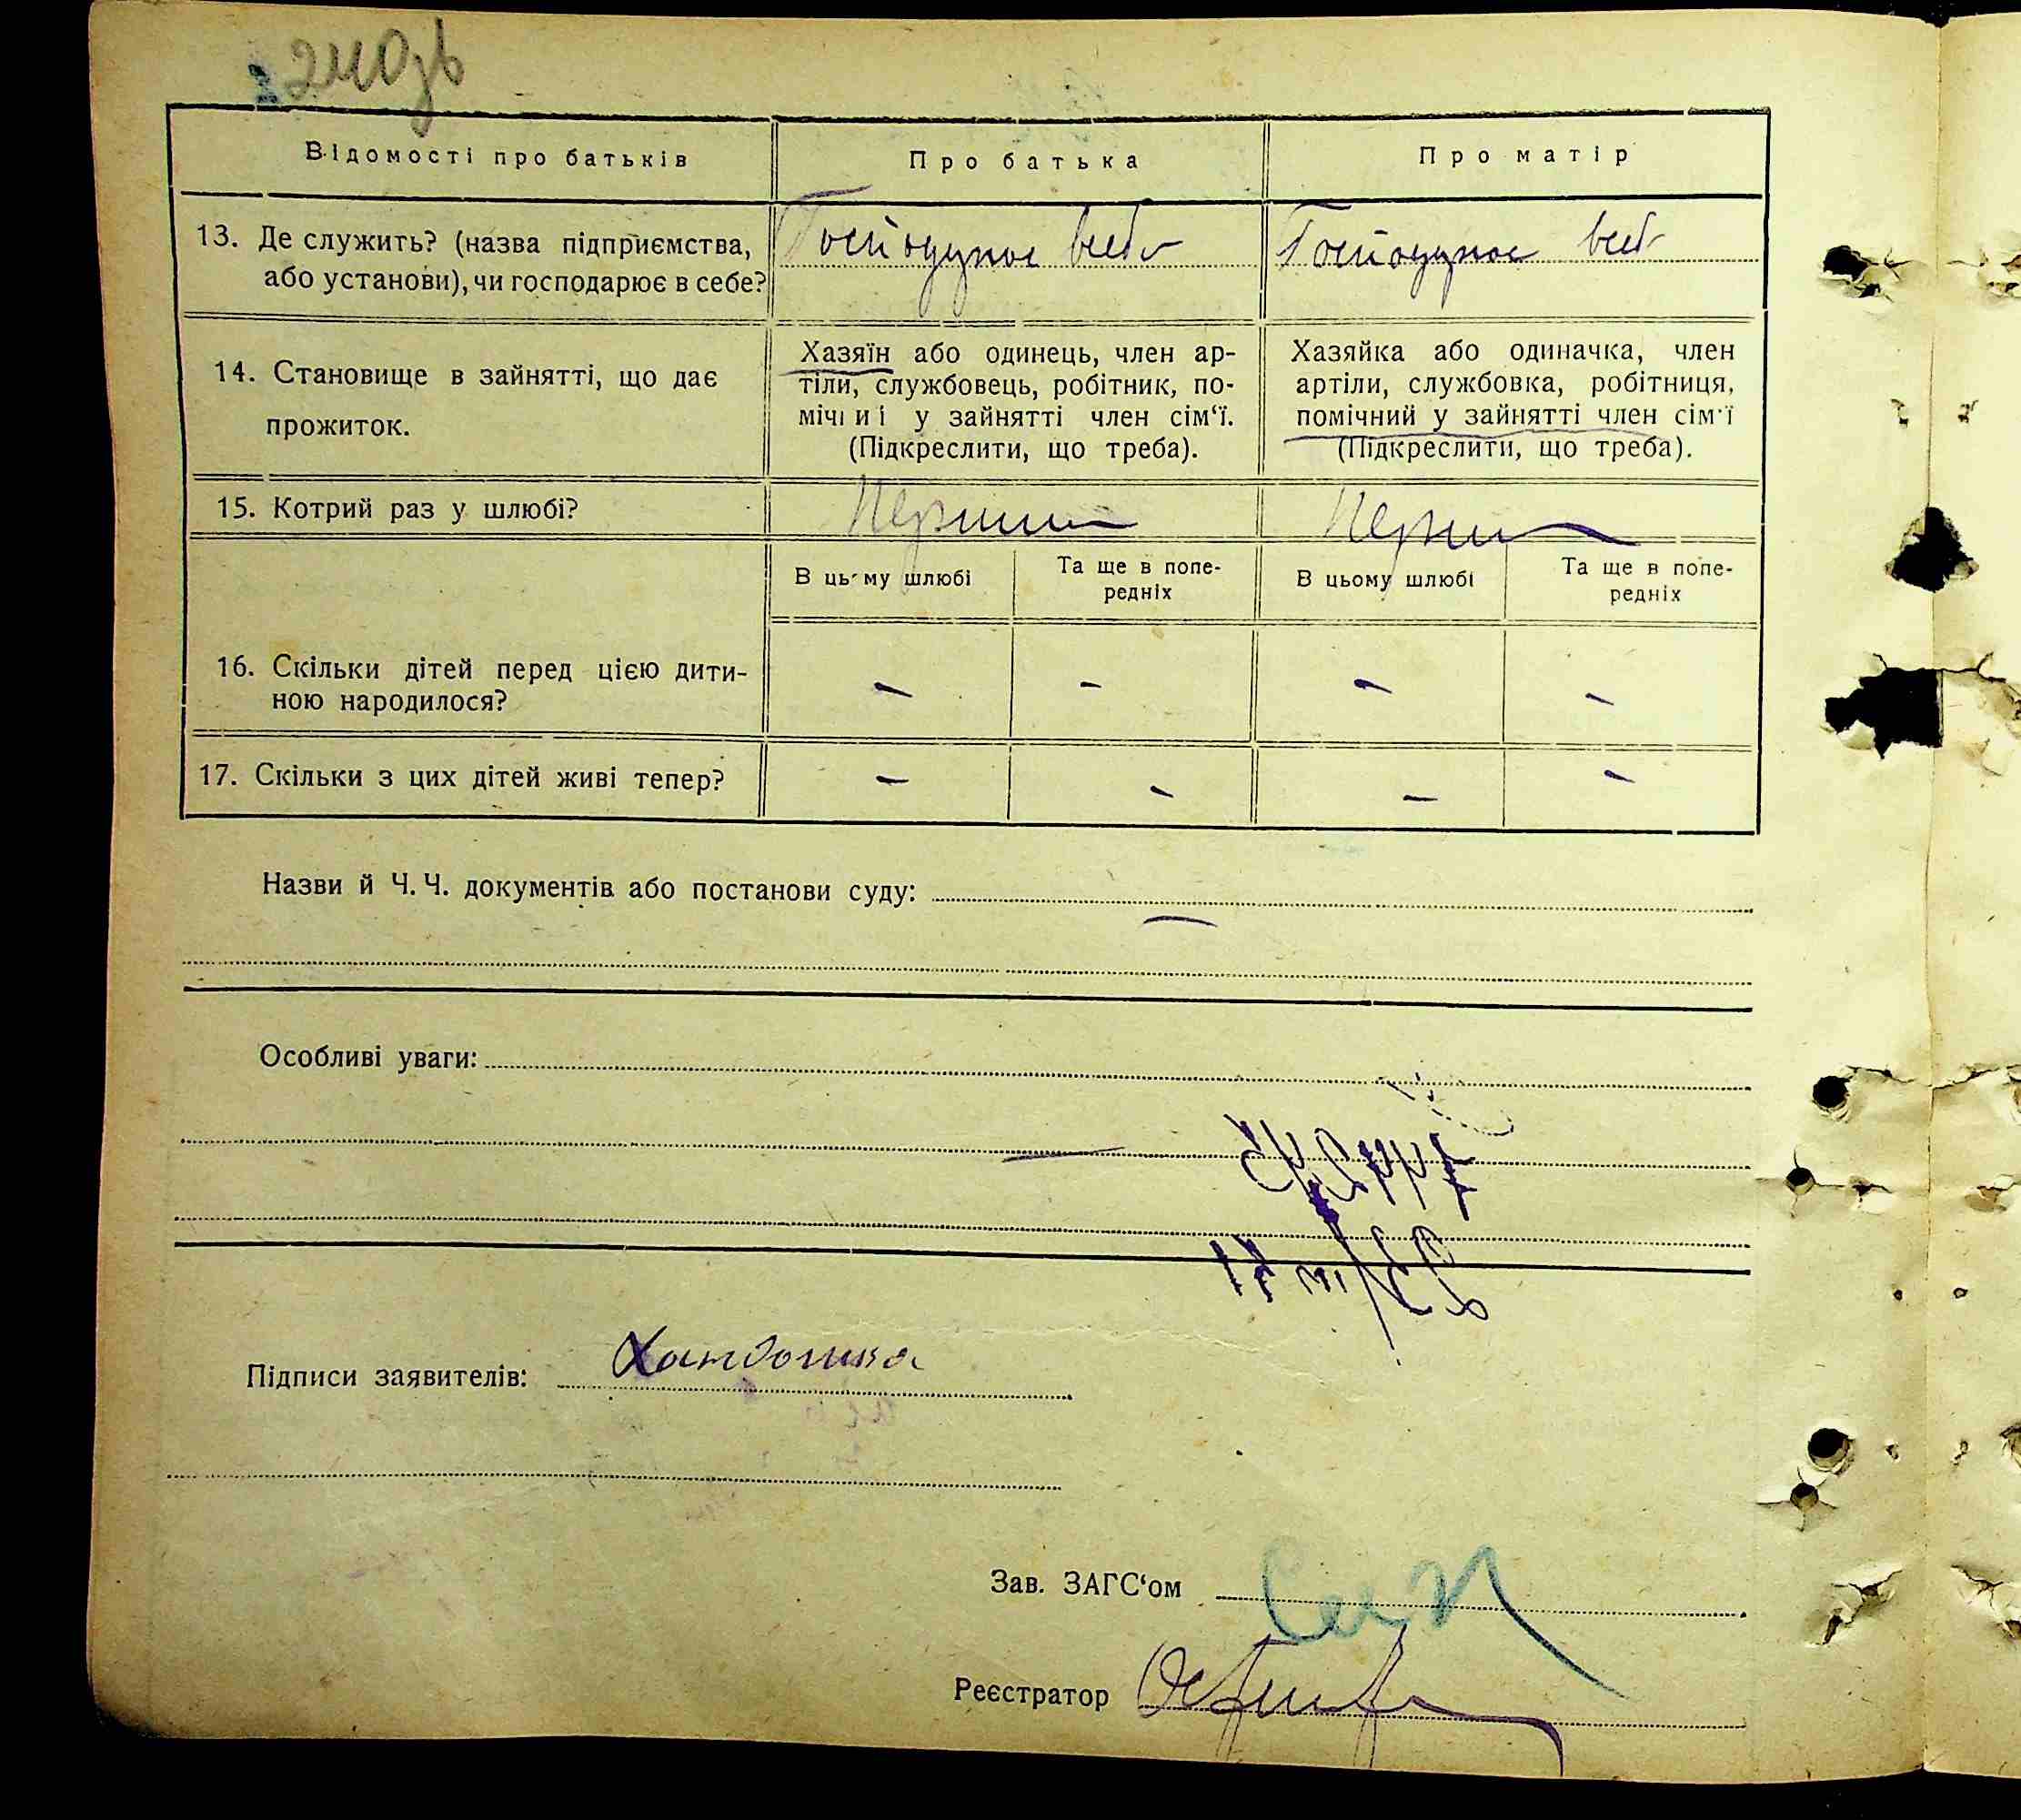 240зв
Відомості про батьків
Про батька
Про матір
13. Де служить? (назва підприємства,
або установи), чи господарює в себе?
Господарює в себе
Господарює в себе
14. Становище в зайнятті, що дає
прожиток.
Хазяїн або одинець, член ар-
тіли, службовець, робітник, по-
мічний у зайнятті член сім‘ї.
(Підкреслити, що треба).
Хазяйка або одиначка, член
артіли, службовка, робітниця,
помічний у зайнятті член сім‘ї
(Підкреслити, що треба).
15. Котрий раз у шлюбі?
Перший
В цьому шлюбі
Та ще в попе-
редніх
В цьому шлюбі
Та ще в попе-
редніх
16. Скільки дітей перед цією дити-
ною народилося?
– – – –
17. Скільки з цих дітей живі тепер?
– – – –
Назви й Ч. Ч. документів або постанови суду:
–
Особливі уваги:
–
Підписи заявителів:
Зав. ЗАГС‘ом
Реєстратор